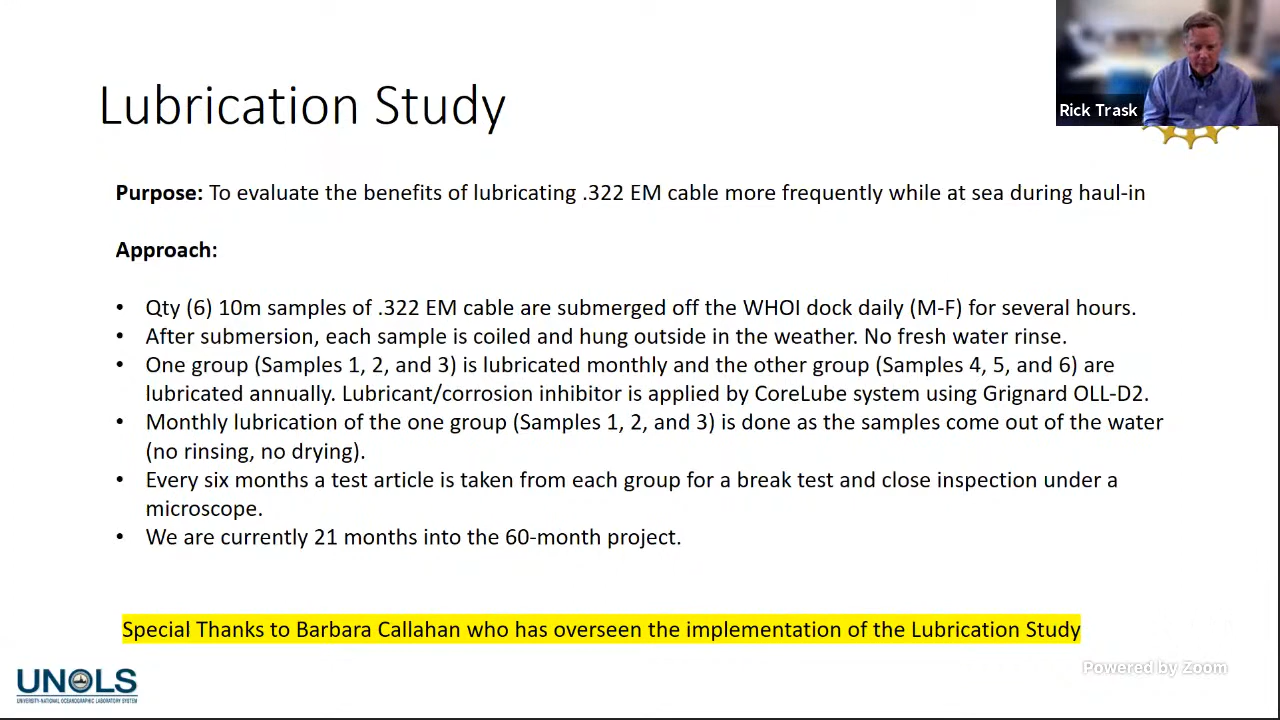 Rick Trask
Lubrication Study
Purpose: To evaluate the benefits of lubricating .322 EM cable more frequently while at sea during haul-in
Approach:
• Qty (6) 10m samples of .322 EM cable are submerged off the WHOI dock daily (M-F) for several hours.
• After submersion, each sample is coiled and hung outside in the weather. No fresh water rinse.
• One group (Samples 1, 2, and 3) is lubricated monthly and the other group (Samples 4, 5, and 6) are
lubricated annually. Lubricant/corrosion inhibitor is applied by CoreLube system using Grignard OLL-D2.
• Monthly lubrication of the one group (Samples 1, 2, and 3) is done as the samples come out of the water
(no rinsing, no drying).
• Every six months a test article is taken from each group for a break test and close inspection under a
microscope.
• We are currently 21 months into the 60-month project.
Special Thanks to Barbara Callahan who has overseen the implementation of the Lubrication Study
Powered by Zoom
UNOLS
UNIVERSITY-NATIONAL OCEANOGRAPHIC LABORATORY SYSTEM